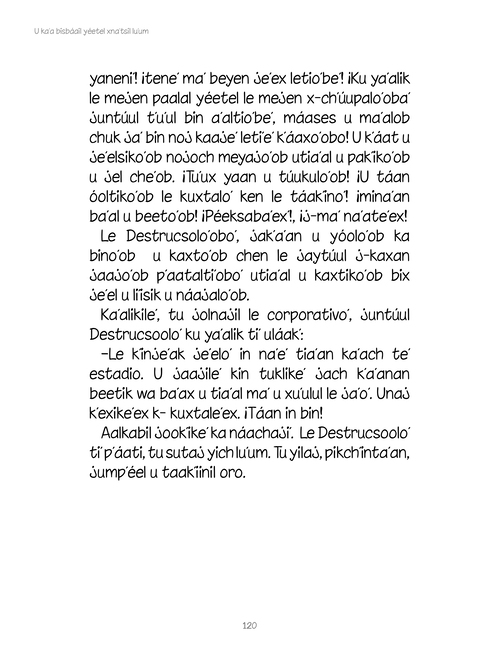 U ka'a bisbáail yéetel xna'tsil lu'um
yaneni'! ¡tene' ma' beyen je'ex letio'be'! ¡Ku ya'alik
le mejen paalal yéetel le mejen x-ch'úupalo'oba'
juntúul t'u'ul bin a'altio'be', máases u ma'alob
chuk ja' bin noj kaaje' leti'e' k'áaxo'obo! U k'áat u
je'elsiko'ob nojoch meyajo'ob utia'al u pakiko'ob
u jel che'ob. ¡Tu'ux yaan u túukulo'ob! ¡U táan
óoltiko'ob le kuxtalo' ken le táakino'! ¡mina'an
ba'al u beeto'ob! ¡Péeksaba'ex'!, ¡j-ma' na'ate'ex!
Le Destrucsolo'obo', jak'a'an u yóolo'ob ka
bino'ob u kaxto'ob chen le jaytúul j-kaxan
jaajo'ob p'aataltio'bo' utia'al u kaxtiko'ob bix
je'el u líisik u náajalo'ob.
Ka'alikile', tu jolnajil le corporativo', juntúul
Destrucsoolo' ku ya'alik ti' uláak':
–Le k'inje'ak je'elo' in na'e' tia'an ka'ach te'
estadio. U jaajile' kin tuklike' jach k'a'anan
beetik wa ba'ax u tia'al ma' u xu'ulul le ja'o'. Unaj
k'exike'ex k- kuxtale'ex. ¡Táan in bin!
Aalkabil jook'ike' ka náachaji'. Le Destrucsoolo'
ti' p'áati, tu sutaj yich lu'um. Tu yilaj, pikch'inta'an,
jump'éel u taak'iinil oro.
120